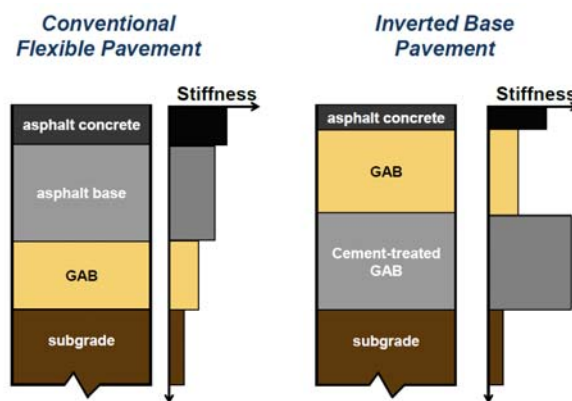 Conventional
Flexible Pavement
Stiffness
asphalt concrete
asphalt base
GAB
subgrade
Inverted Base
Pavement
Stiffness
asphalt concrete
GAB
Cement-treated
GAB
subgrade